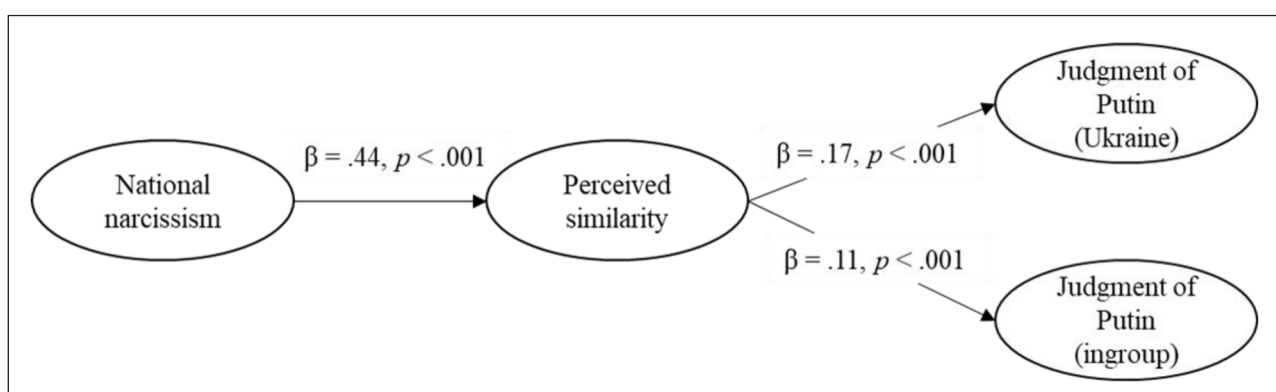 National
narcissism
β = .44, p < .001
Perceived
similarity
β = .17, p < .001
β = .11, p < .001
Judgment of
Putin
(Ukraine)
Judgment of
Putin
(ingroup)